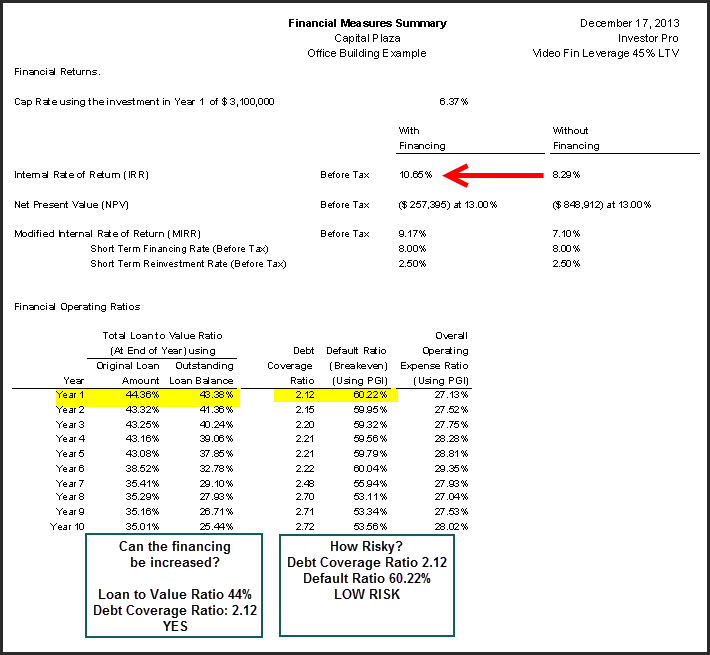 Financial Measures Summary December 17, 2013
Capital Plaza Investor Pro
Office Building Example Video Fin Leverage 45% LTV
Financial Returns.
Cap Rate using the investment in Year 1 of $ 3,100,000 6.37%
With Without
Financing Financing
Internal Rate of Return (IRR) Before Tax 10.65% 8.29%
Net Present Value (NPV) Before Tax ($ 257,395) at 13.00% ($ 848,912) at 13.00%
Modified Internal Rate of Return (MIRR) Before Tax 9.17% 7.10%
Short Term Financing Rate (Before Tax) 8.00% 8.00%
Short Term Reinvestment Rate (Before Tax) 2.50% 2.50%
Financial Operating Ratios
Total Loan to Value Ratio Overall
(At End of Year) using Debt Default Ratio Operating
Original Loan Outstanding Coverage (Breakeven) Expense Ratio
Year Amount Loan Balance Ratio (Using PGI) (Using PGI)
Year 1 44.36% 43.38% 2.12 60.22% 27.13%
Year 2 43.32% 41.36% 2.15 59.95% 27.52%
Year 3 43.25% 40.24% 2.20 59.32% 27.75%
Year 4 43.16% 39.06% 2.21 59.56% 28.28%
Year 5 43.08% 37.85% 2.21 59.79% 28.81%
Year 6 38.52% 32.78% 2.22 60.04% 29.35%
Year 7 35.41% 29.10% 2.48 55.94% 27.93%
Year 8 35.29% 27.93% 2.70 53.11% 27.04%
Year 9 35.16% 26.71% 2.71 53.34% 27.53%
Year 10 35.01% 25.44% 2.72 53.56% 28.02%
Can the financing
be increased?
Loan to Value Ratio 44%
Debt Coverage Ratio: 2.12
YES
How Risky?
Debt Coverage Ratio 2.12
Default Ratio 60.22%
LOW RISK